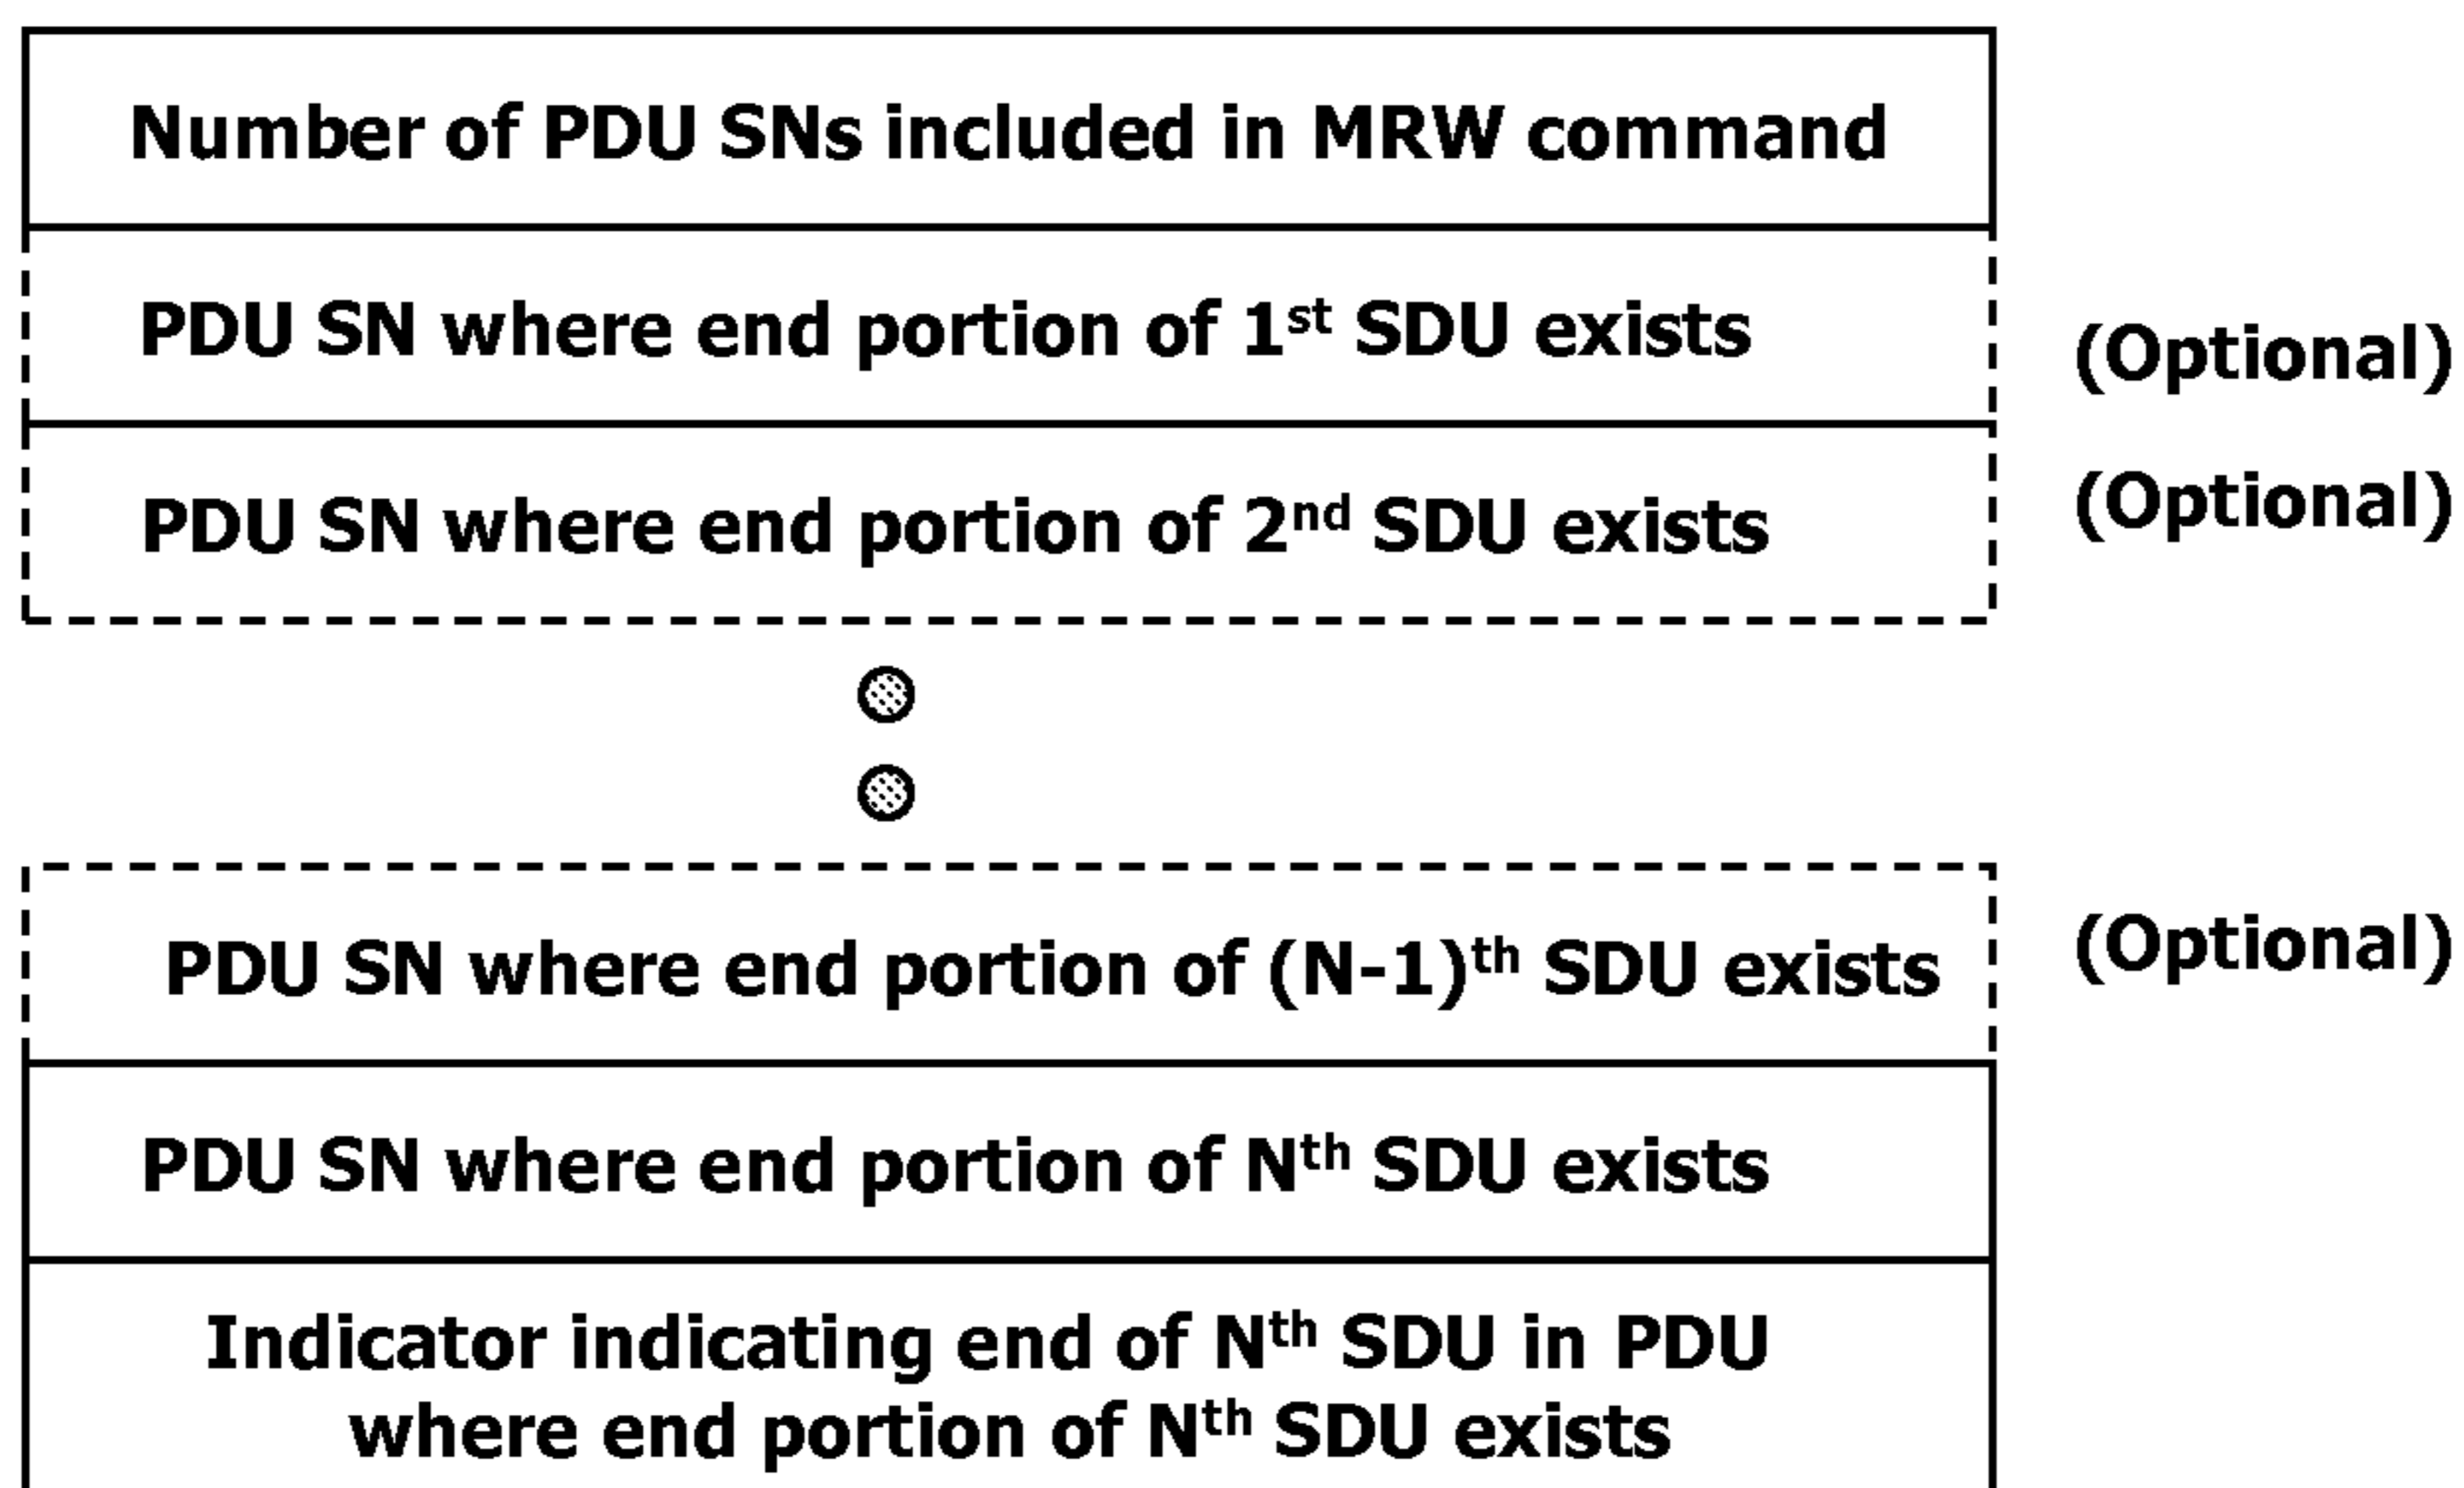 Number of PDU SNs included in MRW command
PDU SN where end portion of 1st SDU exists
(Optional)
PDU SN where end portion of 2nd SDU exists
(Optional)
PDU SN where end portion of (N-1)th SDU exists
(Optional)
PDU SN where end portion of Nth SDU exists
Indicator indicating end of Nth SDU in PDU
where end portion of Nth SDU exists